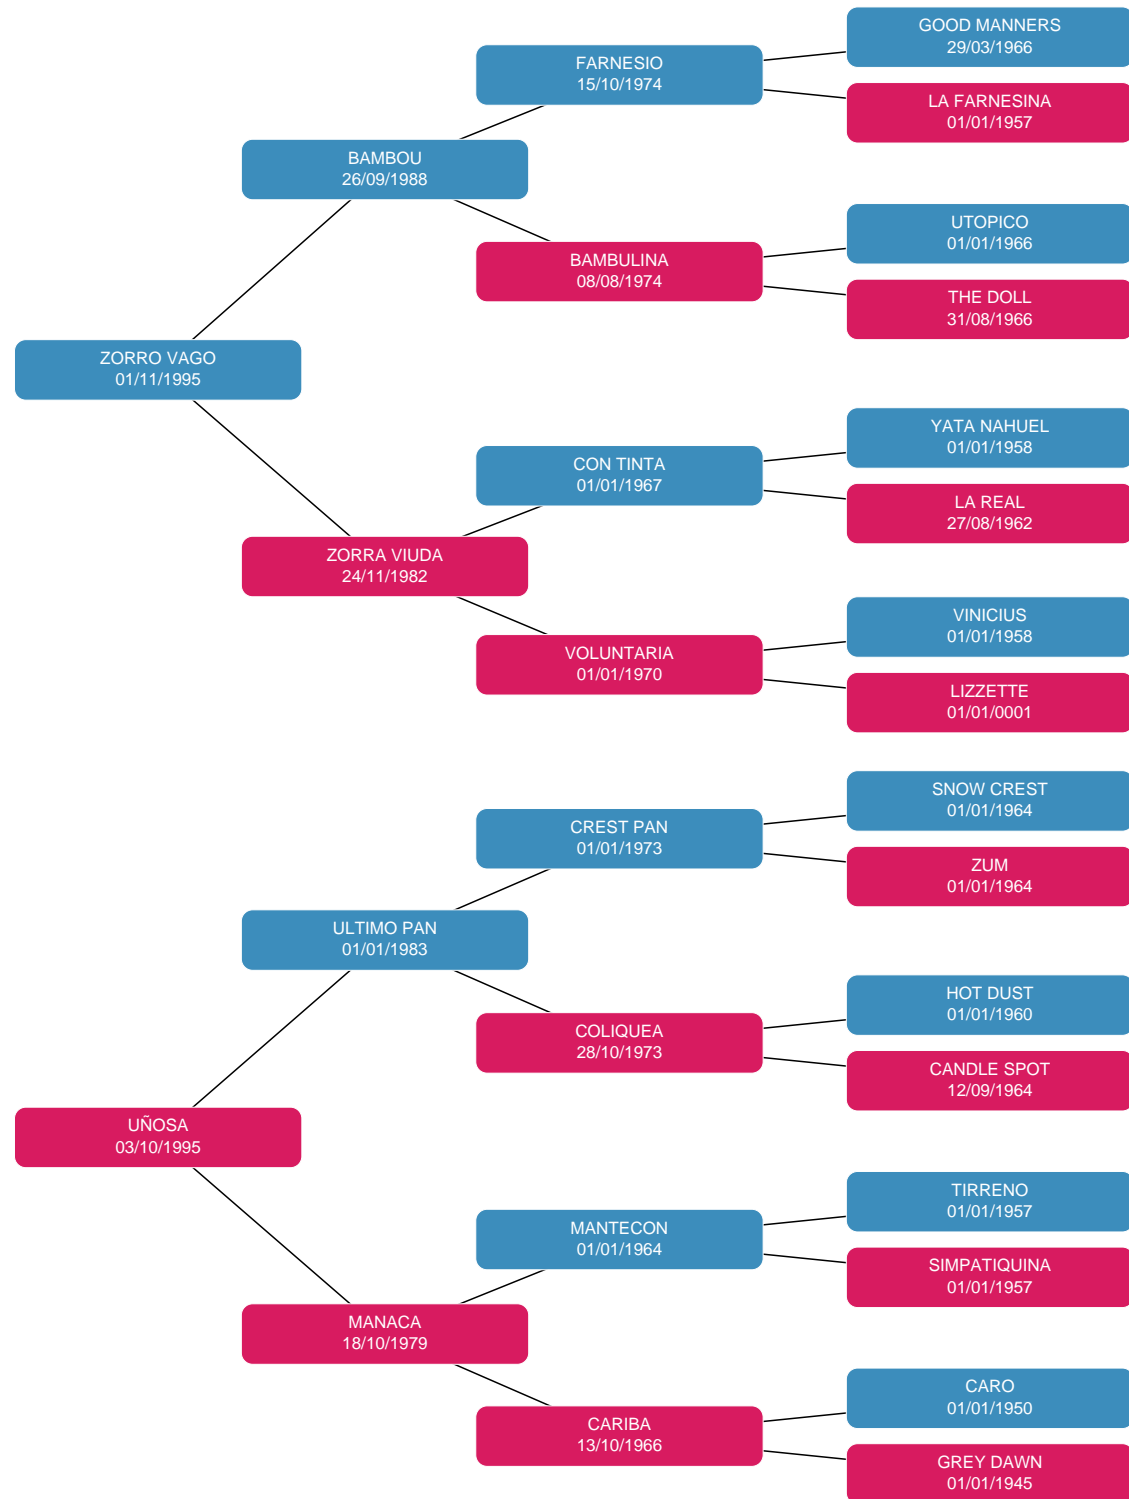 GOOD MANNERS
29/03/1966
FARNESIO
15/10/1974
LA FARNESINA
01/01/1957
BAMBOU
26/09/1988
UTOPICO
01/01/1966
BAMBULINA
08/08/1974
THE DOLL
31/08/1966
ZORRO VAGO
01/11/1995
YATA NAHUEL
01/01/1958
CON TINTA
01/01/1967
LA REAL
27/08/1962
ZORRA VIUDA
24/11/1982
VINICIUS
01/01/1958
VOLUNTARIA
01/01/1970
LIZZETTE
01/01/0001
SNOW CREST
01/01/1964
CREST PAN
01/01/1973
ZUM
01/01/1964
ULTIMO PAN
01/01/1983
HOT DUST
01/01/1960
COLIQUEA
28/10/1973
CANDLE SPOT
12/09/1964
UÑOSA
03/10/1995
TIRRENO
01/01/1957
MANTECON
01/01/1964
SIMPATIQUINA
01/01/1957
MANACA
18/10/1979
CARO
01/01/1950
CARIBA
13/10/1966
GREY DAWN
01/01/1945